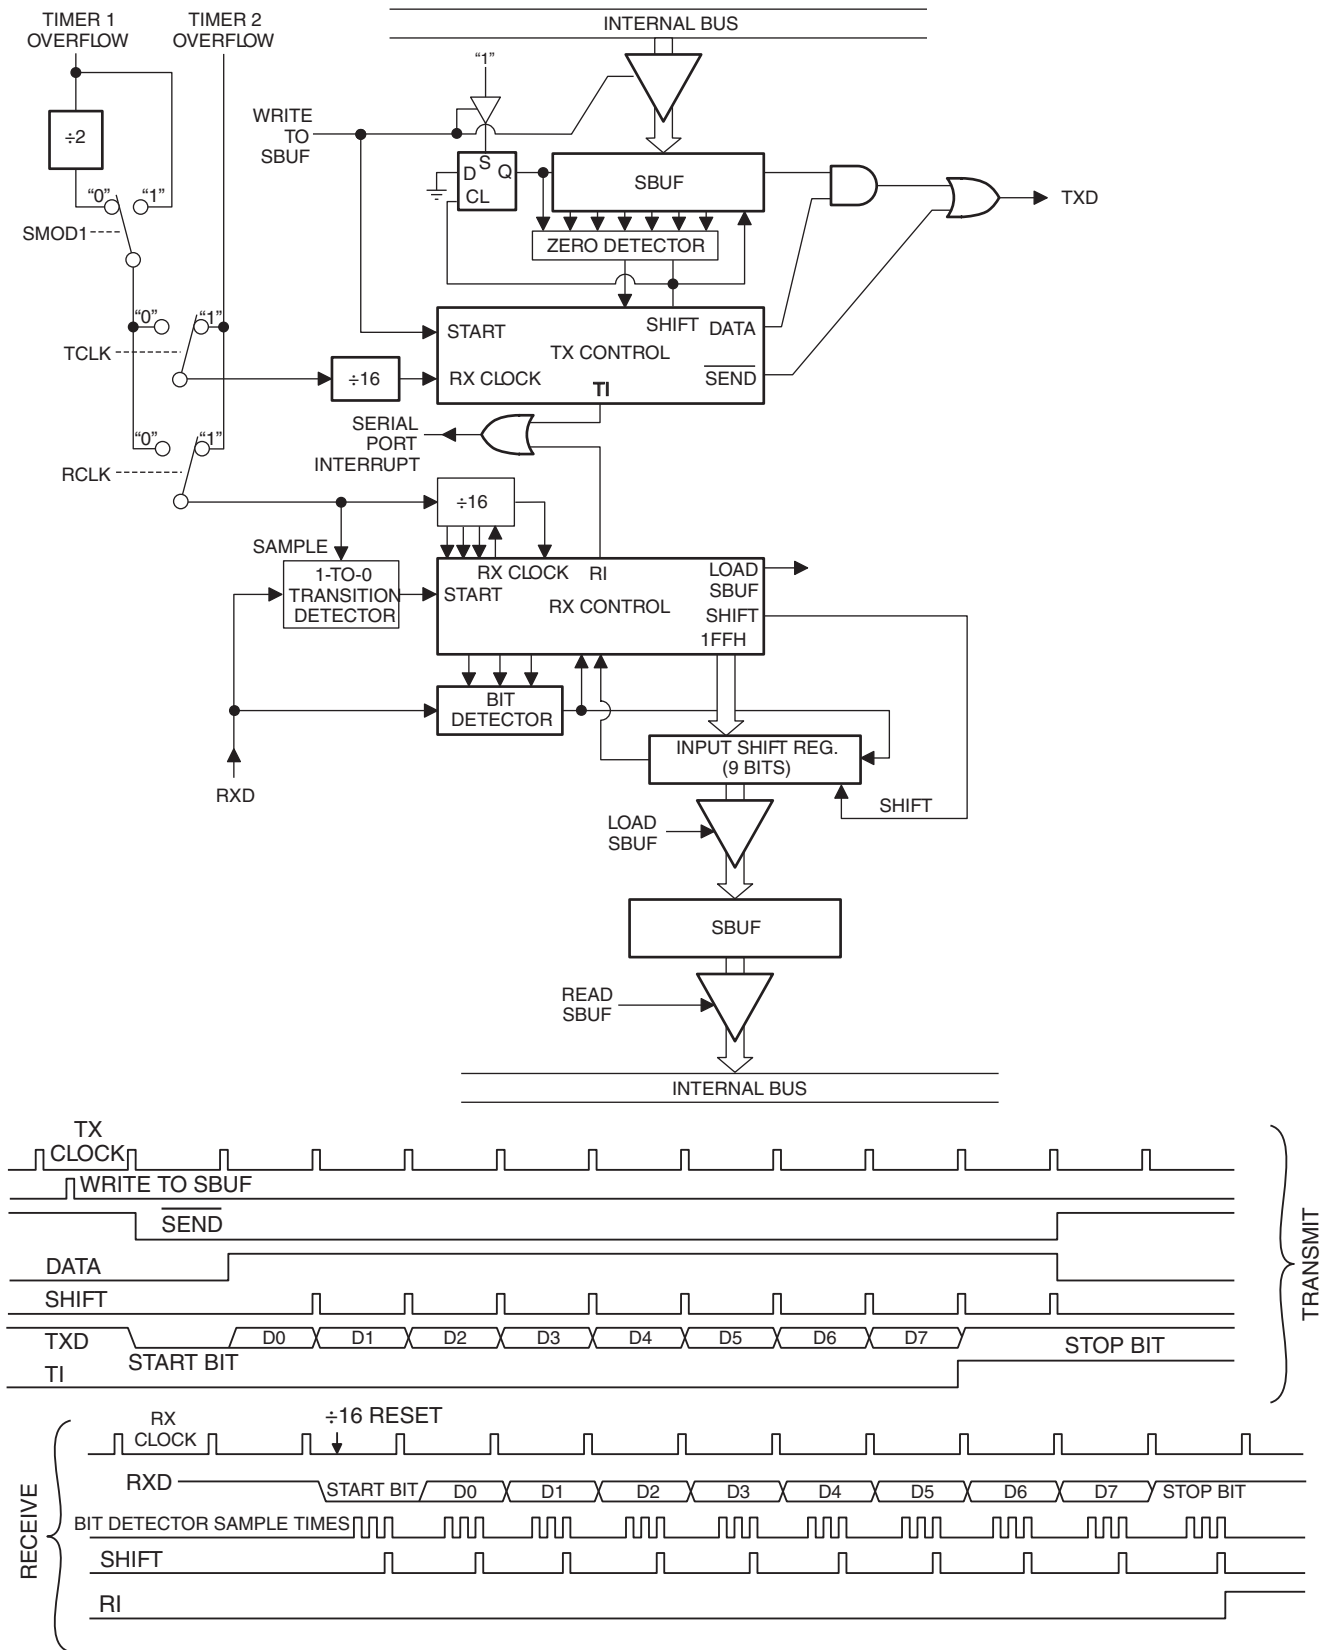 TIMER 1
OVERFLOW
TIMER 2
OVERFLOW
INTERNAL BUS
“1”
WRITE
TO
SBUF
÷2
D
S
Q
CL
SBUF
TXD
“0”
“1”
SMOD1
ZERO DETECTOR
“0”
“1”
TCLK
÷16
START
SHIFT
DATA
TX CONTROL
RX CLOCK
SEND
TI
SERIAL
PORT
INTERRUPT
“0”
“1”
RCLK
÷16
SAMPLE
1-TO-0
TRANSITION
DETECTOR
RX CLOCK
RI
LOAD
SBUF
START
RX CONTROL
SHIFT
1FFH
BIT
DETECTOR
INPUT SHIFT REG.
(9 BITS)
RXD
SHIFT
LOAD
SBUF
SBUF
READ
SBUF
INTERNAL BUS
TX
CLOCK
WRITE TO SBUF
SEND
DATA
SHIFT
TXD
START BIT
D0
D1
D2
D3
D4
D5
D6
D7
STOP BIT
TI
TRANSMIT
RX
CLOCK
÷16 RESET
RXD
START BIT
D0
D1
D2
D3
D4
D5
D6
D7
STOP BIT
BIT DETECTOR SAMPLE TIMES
SHIFT
RI
RECEIVE